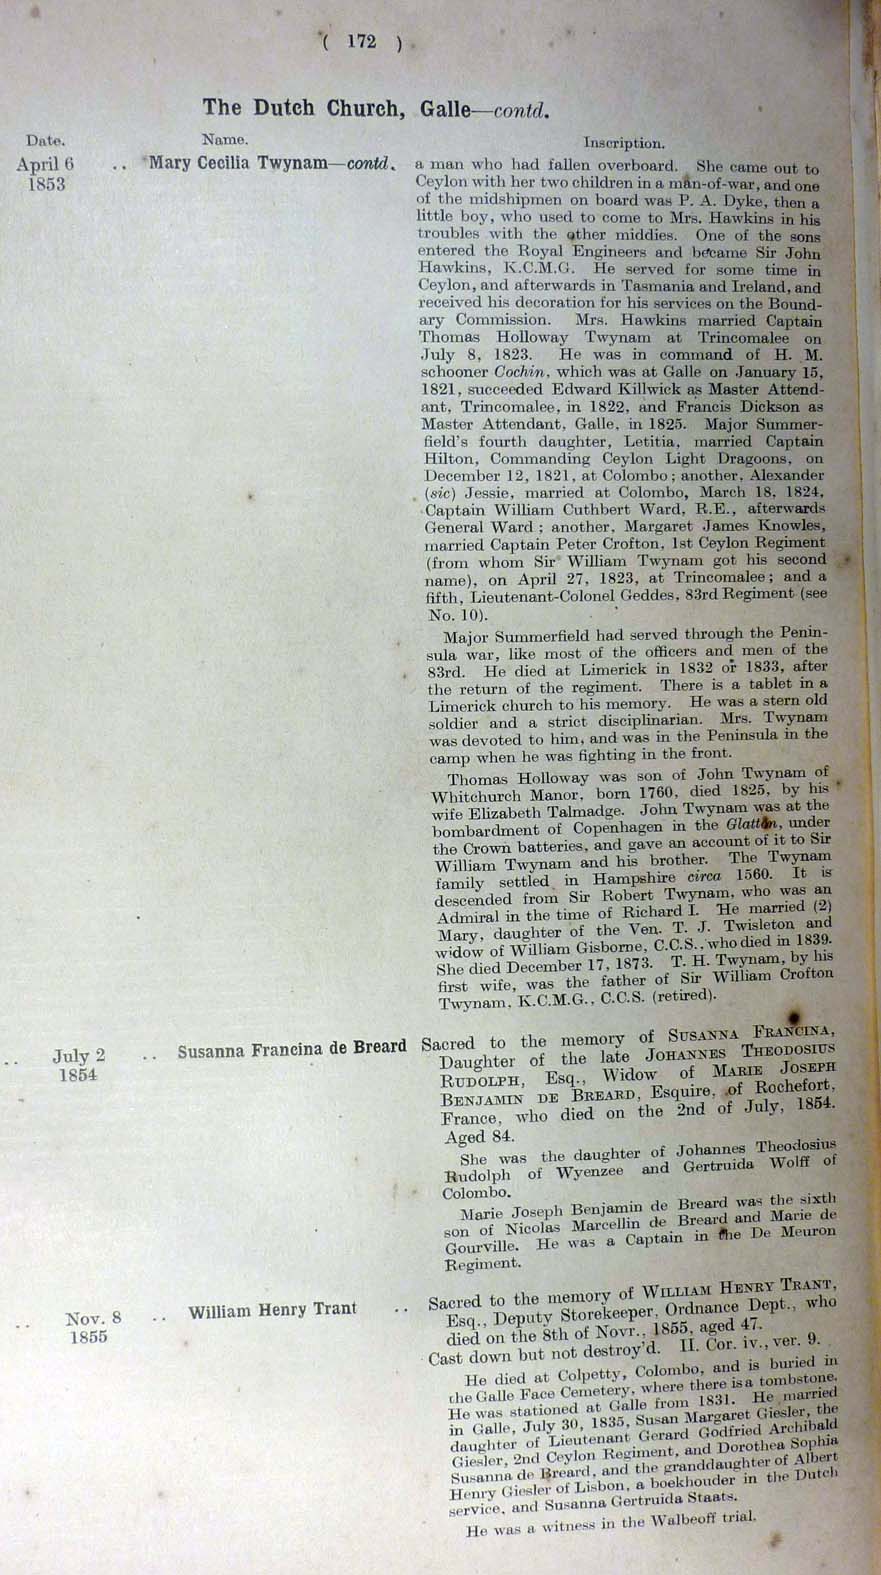 ( 172 )
The Dutch Church, Galle—contd.
Date. Name. Inscription.
April 6 .. Mary Cecilia Twynam—contd.
1853
a man who had fallen overboard. She came out to
Ceylon with her two children in a man-of-war, and one
of the midshipmen on board was P. A. Dyke, then a
little boy, who used to come to Mrs. Hawkins in his
troubles with the other middies. One of the sons
entered the Royal Engineers and became Sir John
Hawkins, K.C.M.G. He served for some time in
Ceylon, and afterwards in Tasmania and Ireland, and
received his decoration for his services on the Bound-
ary Commission. Mrs. Hawkins married Captain
Thomas Holloway Twynam at Trincomalee on
July 8, 1823. He was in command of H. M.
schooner Cochin, which was at Galle on January 15,
1821, succeeded Edward Killwick as Master Attend-
ant, Trincomalee, in 1822, and Francis Dickson as
Master Attendant, Galle, in 1825. Major Summer-
field's fourth daughter, Letitia, married Captain
Hilton, Commanding Ceylon Light Dragoons, on
December 12, 1821, at Colombo; another, Alexander
(sic) Jessie, married at Colombo, March 18, 1824,
Captain William Cuthbert Ward, R.E., afterwards
General Ward; another, Margaret James Knowles,
married Captain Peter Crofton, 1st Ceylon Regiment
(from whom Sir William Twynam got his second
name), on April 27, 1823, at Trincomalee; and a
fifth, Lieutenant-Colonel Geddes, 83rd Regiment (see
No. 10).
Major Summerfield had served through the Penin-
sula war, like most of the officers and men of the
83rd. He died at Limerick in 1832 or 1833, after
the return of the regiment. There is a tablet in a
Limerick church to his memory. He was a stern old
soldier and a strict disciplinarian. Mrs. Twynam
was devoted to him, and was in the Peninsula in the
camp when he was fighting in the front.
Thomas Holloway was son of John Twynam of
Whitchurch Manor, born 1760, died 1825, by his
wife Elizabeth Talmadge. John Twynam was at the
bombardment of Copenhagen in the Glatton, under
the Crown batteries, and gave an account of it to Sir
William Twynam and his brother. The Twynam
family settled in Hampshire circa 1560. It is
descended from Sir Robert Twynam, who was an
Admiral in the time of Richard I. He married (2)
Mary, daughter of the Ven. T. J. Twisleton and
widow of William Gisborne, C.C.S., who died in 1839.
She died December 17, 1873. T. H. Twynam, by his
first wife, was the father of Sir William Crofton
Twynam, K.C.M.G., C.C.S. (retired).
.. July 2 .. Susanna Francina de Breard
1854
Sacred to the memory of SUSANNA FRANCINA,
Daughter of the late JOHANNES THEODOSIUS
RUDOLPH, Esq., Widow of MARIE JOSEPH
BENJAMIN DE BREARD, Esquire, of Rochefort,
France, who died on the 2nd of July, 1854.
Aged 84.
She was the daughter of Johannes Theodosius
Rudolph of Wyenzee and Gertruida Wolff of
Colombo.
Marie Joseph Benjamin de Breard was the sixth
son of Nicolas Marcellin de Breard and Marie de
Gourville. He was a Captain in the De Meuron
Regiment.
.. Nov. 8 .. William Henry Trant ..
1855
Sacred to the memory of WILLIAM HENRY TRANT,
Esq., Deputy Storekeeper, Ordnance Dept., who
died on the 8th of Novr., 1855, aged 47.
Cast down but not destroy'd. II. Cor. iv., ver. 9.
He died at Colpetty, Colombo, and is buried in
the Galle Face Cemetery, where there is a tombstone.
He was stationed at Galle from 1831. He married
in Galle, July 30, 1835, Susan Margaret Giesler, the
daughter of Lieutenant Gerard Godfried Archibald
Giesler, 2nd Ceylon Regiment, and Dorothea Sophia
Susanna de Breard, and the granddaughter of Albert
Henry Giesler of Lisbon, a boekhouder in the Dutch
service, and Susanna Gertruida Staats.
He was a witness in the Walbeoff trial.